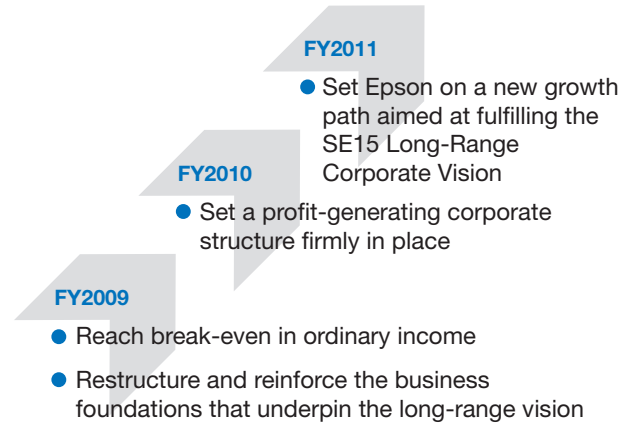 FY2011
● Set Epson on a new growth
path aimed at fulfilling the
SE15 Long-Range
Corporate Vision
FY2010
● Set a profit-generating corporate
structure firmly in place
FY2009
● Reach break-even in ordinary income
● Restructure and reinforce the business
foundations that underpin the long-range vision